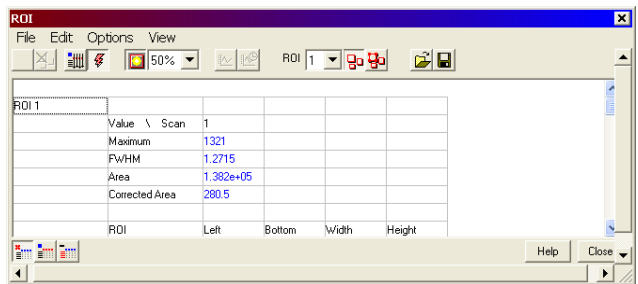 ROI
File Edit Options View
50% ROI 1
ROI 1
Value \ Scan 1
Maximum 1321
FWHM 1.2715
Area 1.382e+05
Corrected Area 280.5
ROI Left Bottom Width Height
Help Close